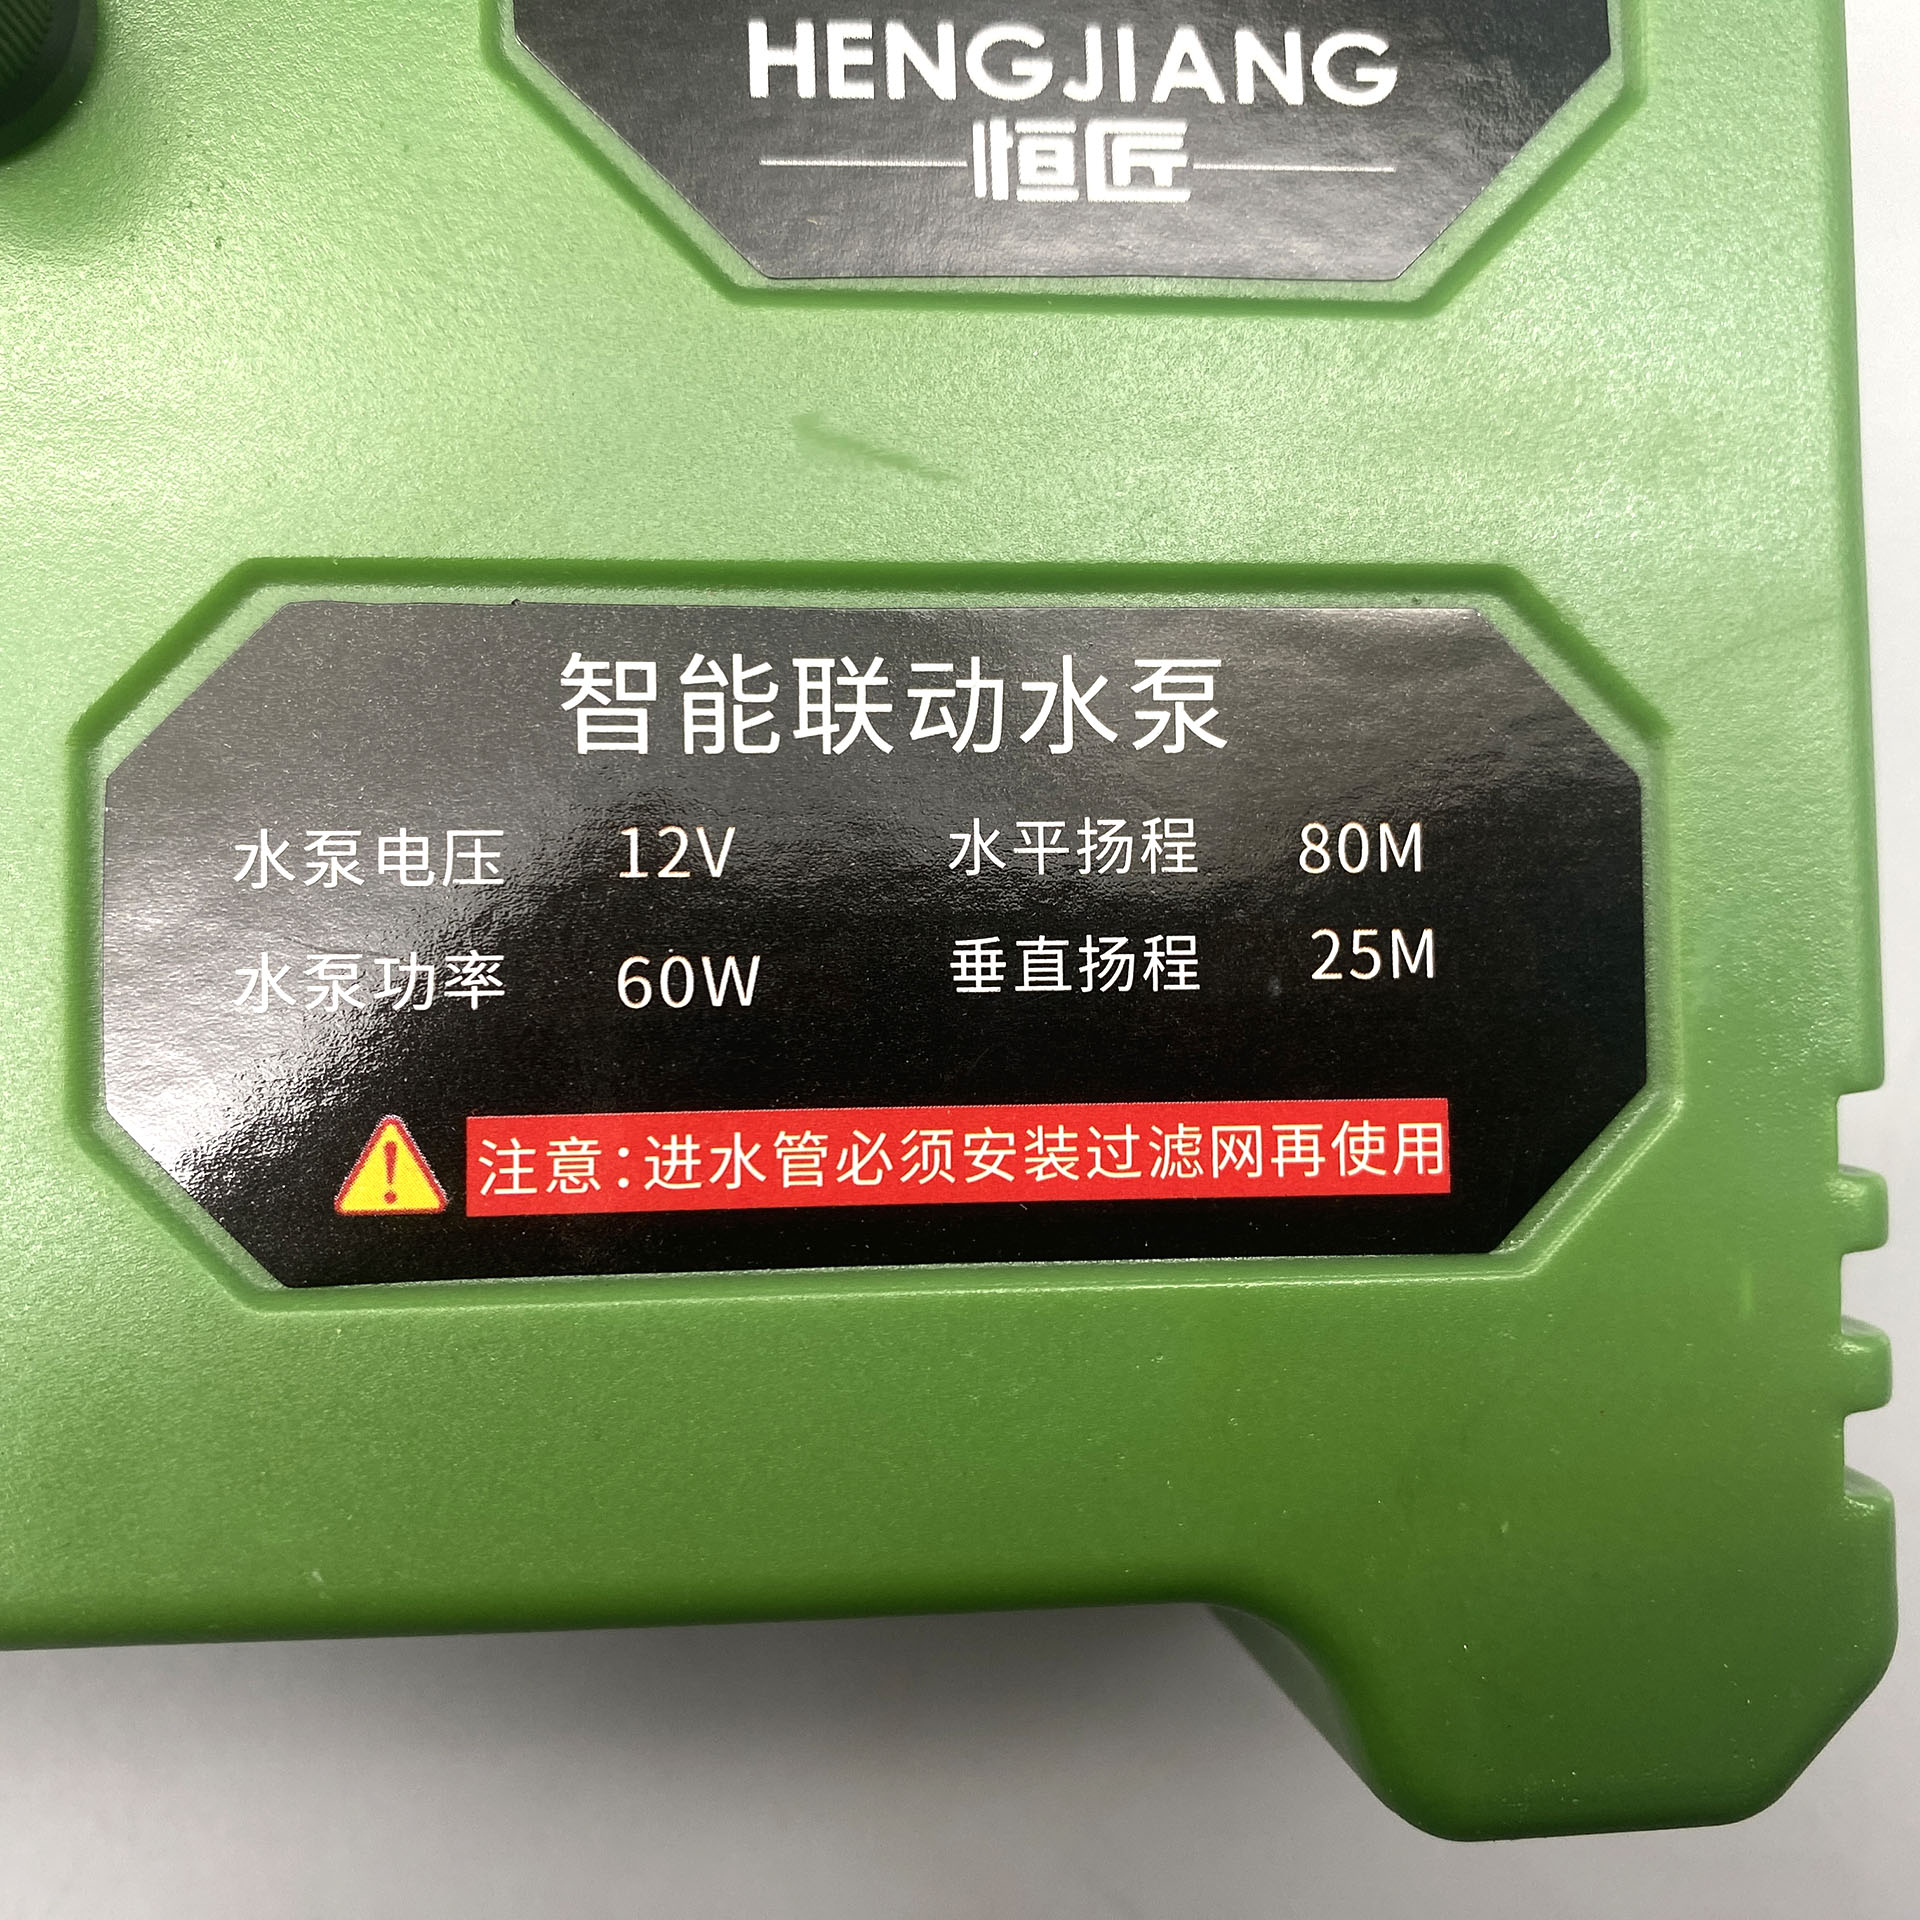 HENGJIANG
恒匠
智能联动水泵
水泵电压 12V 水平扬程 80M
水泵功率 60W 垂直扬程 25M
注意:进水管必须安装过滤网再使用